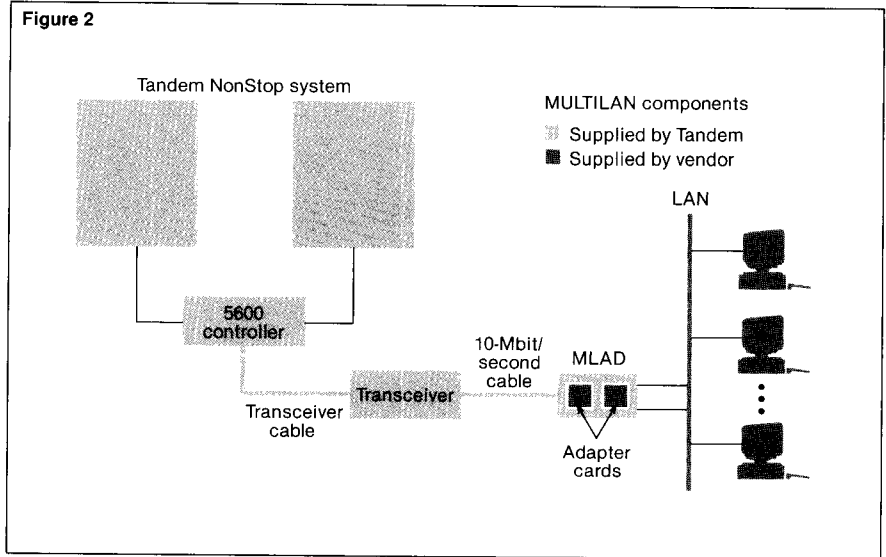 Figure 2
Tandem NonStop system
MULTILAN components
Supplied by Tandem
Supplied by vendor
LAN
5600
controller
10-Mbit/
second
cable
MLAD
Transceiver
Transceiver
cable
Adapter
cards